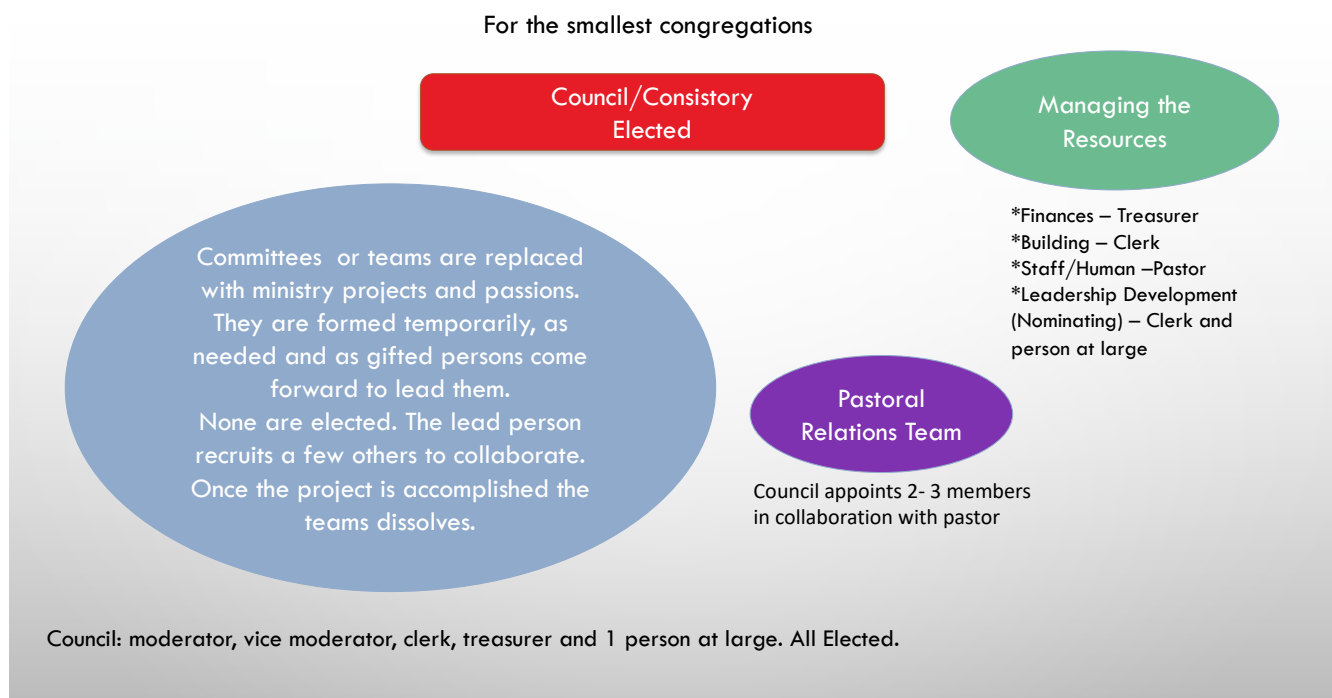 For the smallest congregations
Council/Consistory
Elected
Managing the
Resources
*Finances – Treasurer
*Building – Clerk
*Staff/Human –Pastor
*Leadership Development
(Nominating) – Clerk and
person at large
Committees  or teams are replaced
with ministry projects and passions.
They are formed temporarily, as
needed and as gifted persons come
forward to lead them.
None are elected. The lead person
recruits a few others to collaborate.
Once the project is accomplished the
teams dissolves.
Pastoral
Relations Team
Council appoints 2- 3 members
in collaboration with pastor
Council: moderator, vice moderator, clerk, treasurer and 1 person at large. All Elected.